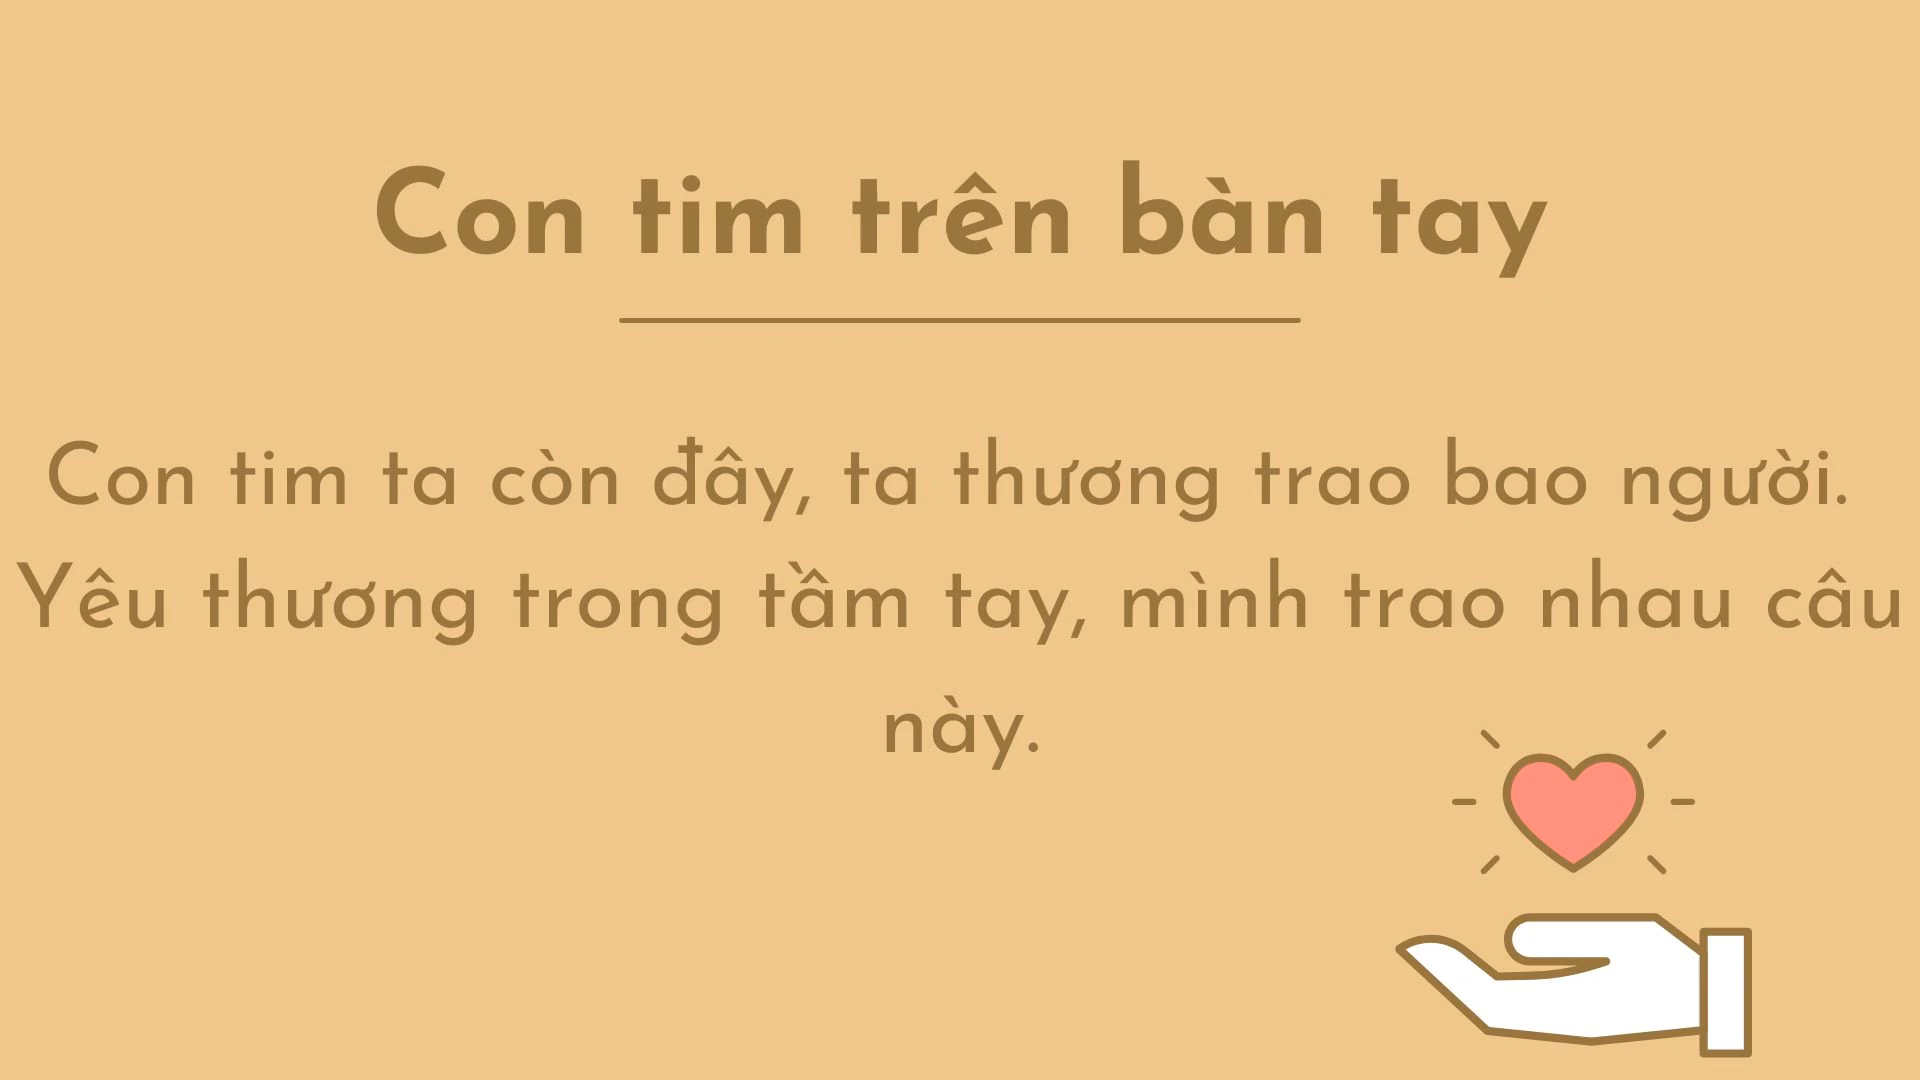 Con tim trên bàn tay
Con tim ta còn đây, ta thương trao bao người.
Yêu thương trong tầm tay, mình trao nhau câu
này.